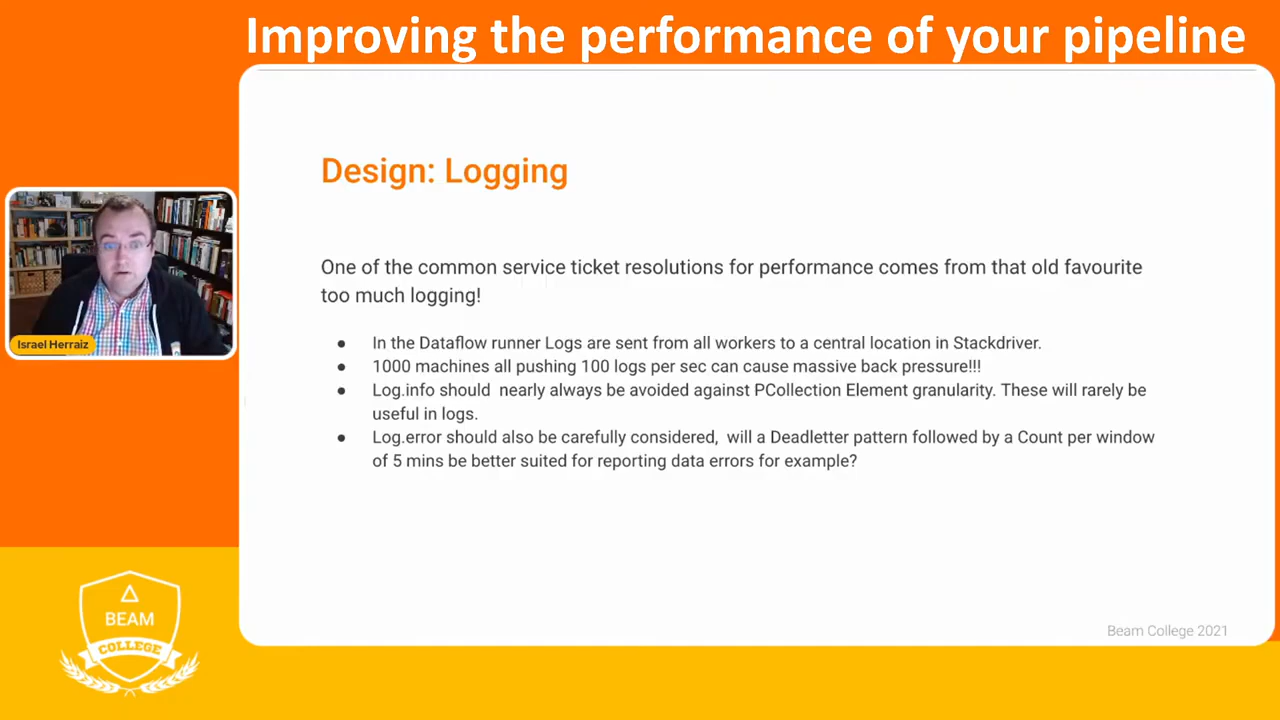 Improving the performance of your pipeline
Design: Logging
One of the common service ticket resolutions for performance comes from that old favourite
too much logging!
● In the Dataflow runner Logs are sent from all workers to a central location in Stackdriver.
● 1000 machines all pushing 100 logs per sec can cause massive back pressure!!!
● Log.info should  nearly always be avoided against PCollection Element granularity. These will rarely be
useful in logs.
● Log.error should also be carefully considered,  will a Deadletter pattern followed by a Count per window
of 5 mins be better suited for reporting data errors for example?
Israel Herraiz
BEAM
COLLEGE
Beam College 2021